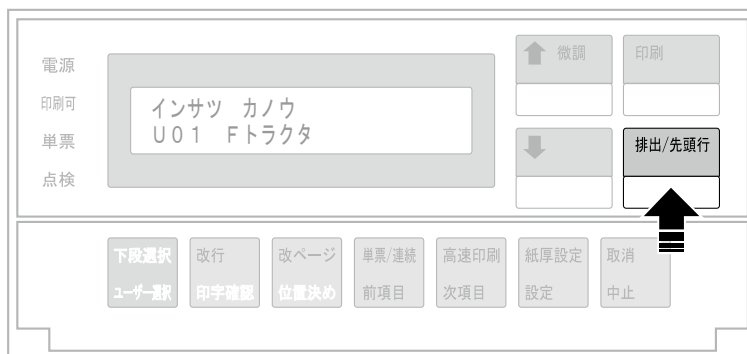 電源
印刷可
単票
点検
インサツ カノウ
U01 Fトラクタ
微調
印刷
排出/先頭行
下段選択
ユーザー選択
改行
印字確認
改ページ
位置決め
単票/連続
前項目
高速印刷
次項目
紙厚設定
設定
取消
中止